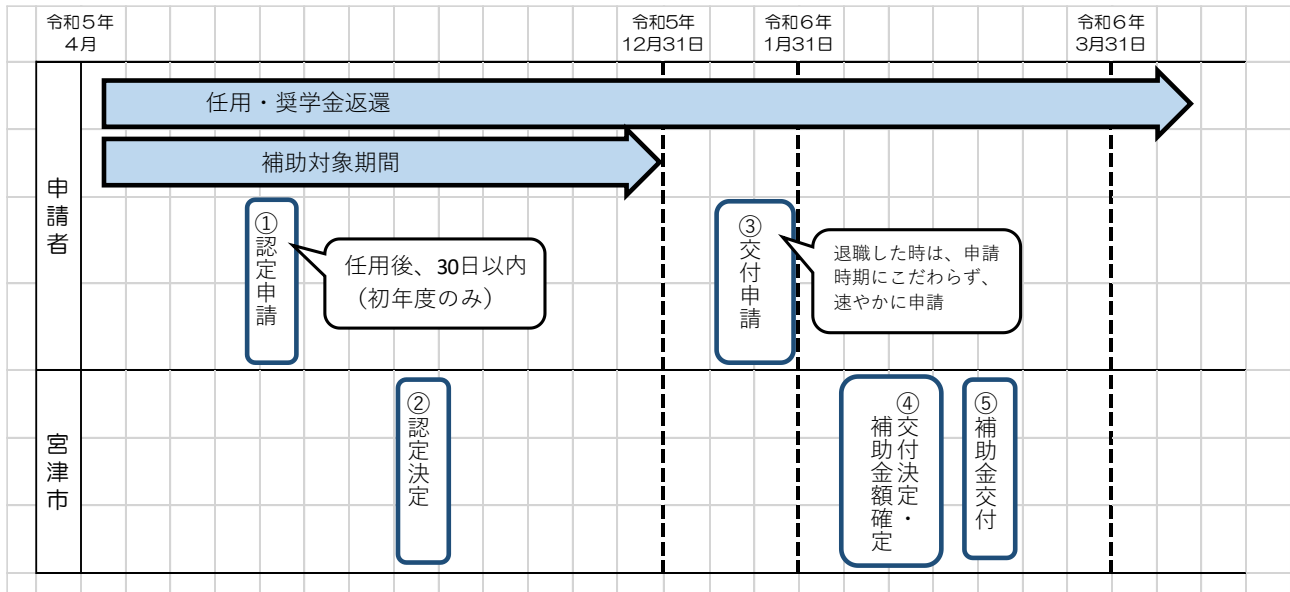 令和５年
４月
令和5年
12月31日
令和６年
１月31日
令和６年
３月31日
申請者
任用・奨学金返還
補助対象期間
①認定申請
任用後、30日以内
（初年度のみ）
③交付申請
退職した時は、申請
時期にこだわらず、
速やかに申請
宮津市
②認定決定
④交付決定・
補助金額確定
⑤補助金交付